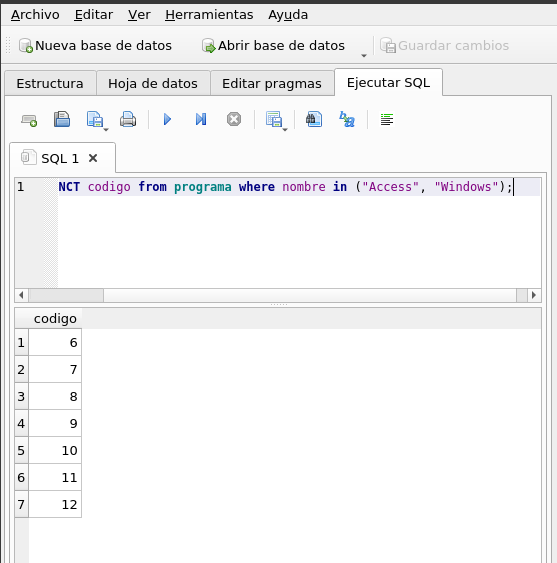 Archivo Editar Ver Herramientas Ayuda
Nueva base de datos Abrir base de datos Guardar cambios
Estructura Hoja de datos Editar pragmas Ejecutar SQL
SQL 1
1 NCT codigo from programa where nombre in ("Access", "Windows");
codigo
1 6
2 7
3 8
4 9
5 10
6 11
7 12